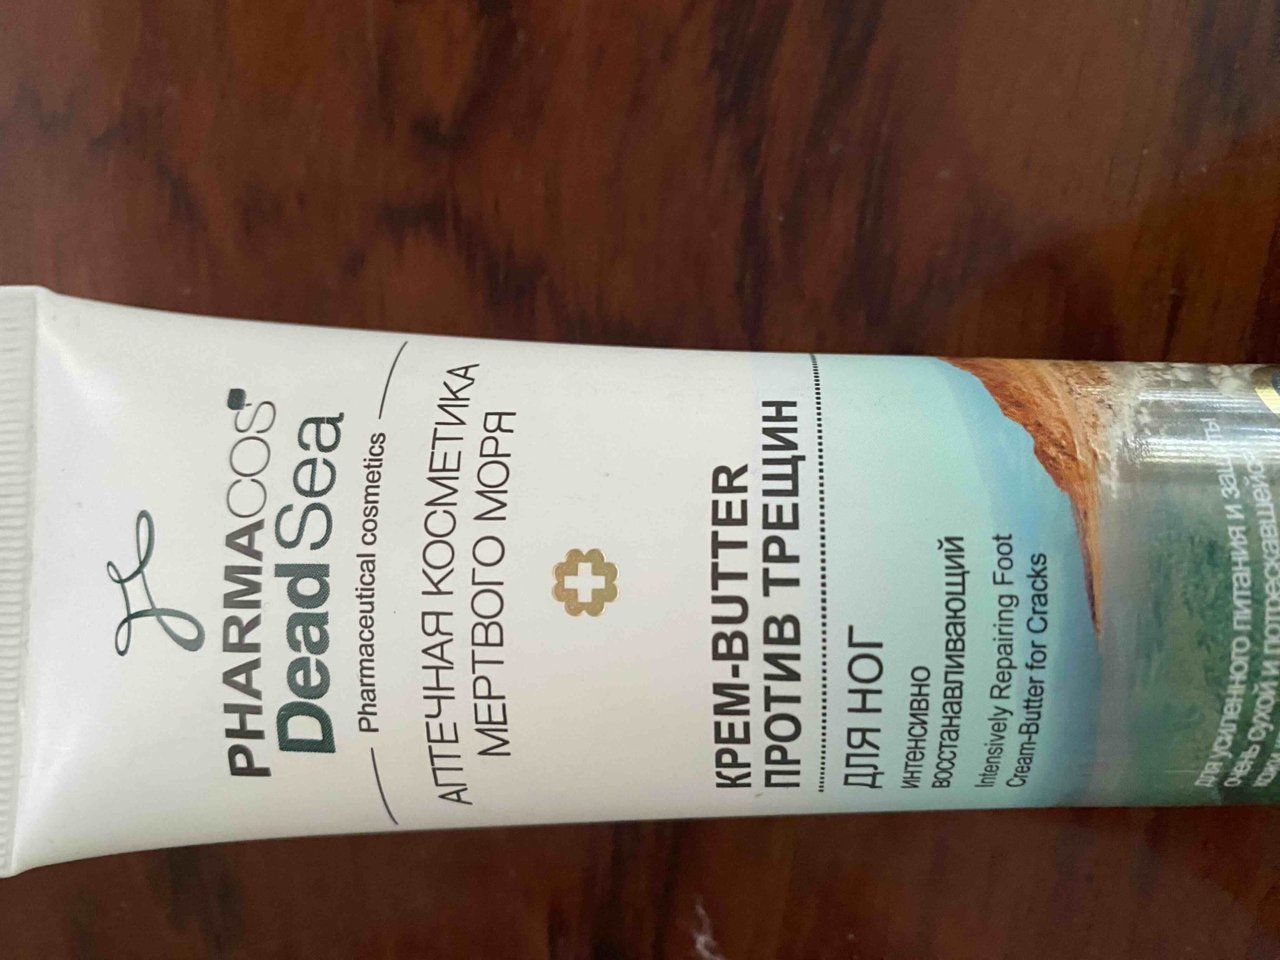 PHARMACOS
Dead Sea
Pharmaceutical cosmetics
АПТЕЧНАЯ КОСМЕТИКА
МЕРТВОГО МОРЯ
КРЕМ-BUTTER
ПРОТИВ ТРЕЩИН
ДЛЯ НОГ
ИНТЕНСИВНО
ВОССТАНАВЛИВАЮЩИЙ
Intensively Repairing Foot
Cream-Butter for Cracks
для усиленного питания и защиты
очень сухой и потрескавшейся